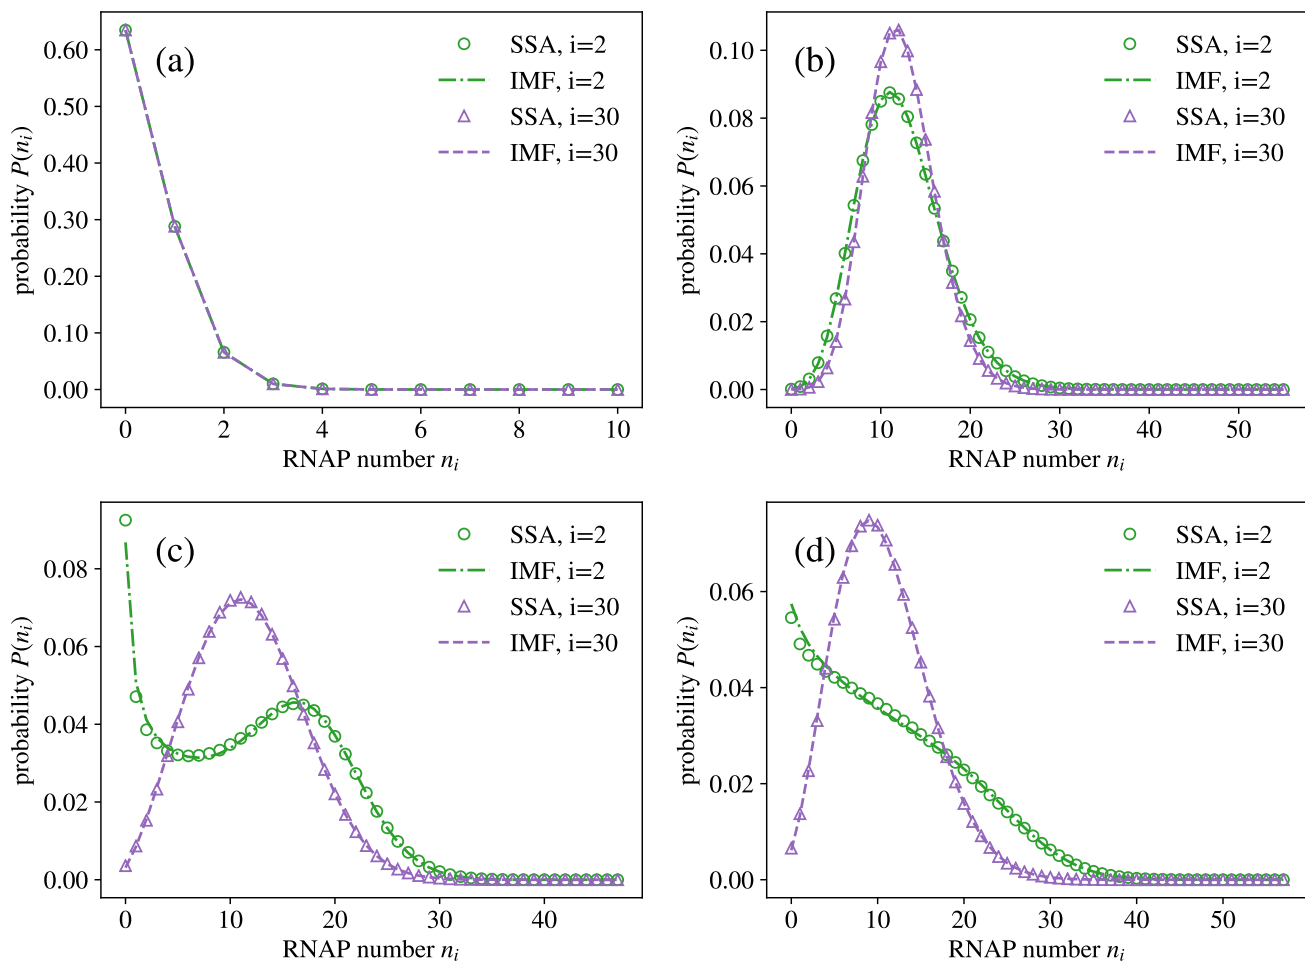 (a)
SSA, i=2
IMF, i=2
SSA, i=30
IMF, i=30
probability P(nᵢ)
0.60
0.50
0.40
0.30
0.20
0.10
0.00
0 2 4 6 8 10
RNAP number nᵢ
(b)
SSA, i=2
IMF, i=2
SSA, i=30
IMF, i=30
probability P(nᵢ)
0.10
0.08
0.06
0.04
0.02
0.00
0 10 20 30 40 50
RNAP number nᵢ
(c)
SSA, i=2
IMF, i=2
SSA, i=30
IMF, i=30
probability P(nᵢ)
0.08
0.06
0.04
0.02
0.00
0 10 20 30 40
RNAP number nᵢ
(d)
SSA, i=2
IMF, i=2
SSA, i=30
IMF, i=30
probability P(nᵢ)
0.06
0.04
0.02
0.00
0 10 20 30 40 50
RNAP number nᵢ